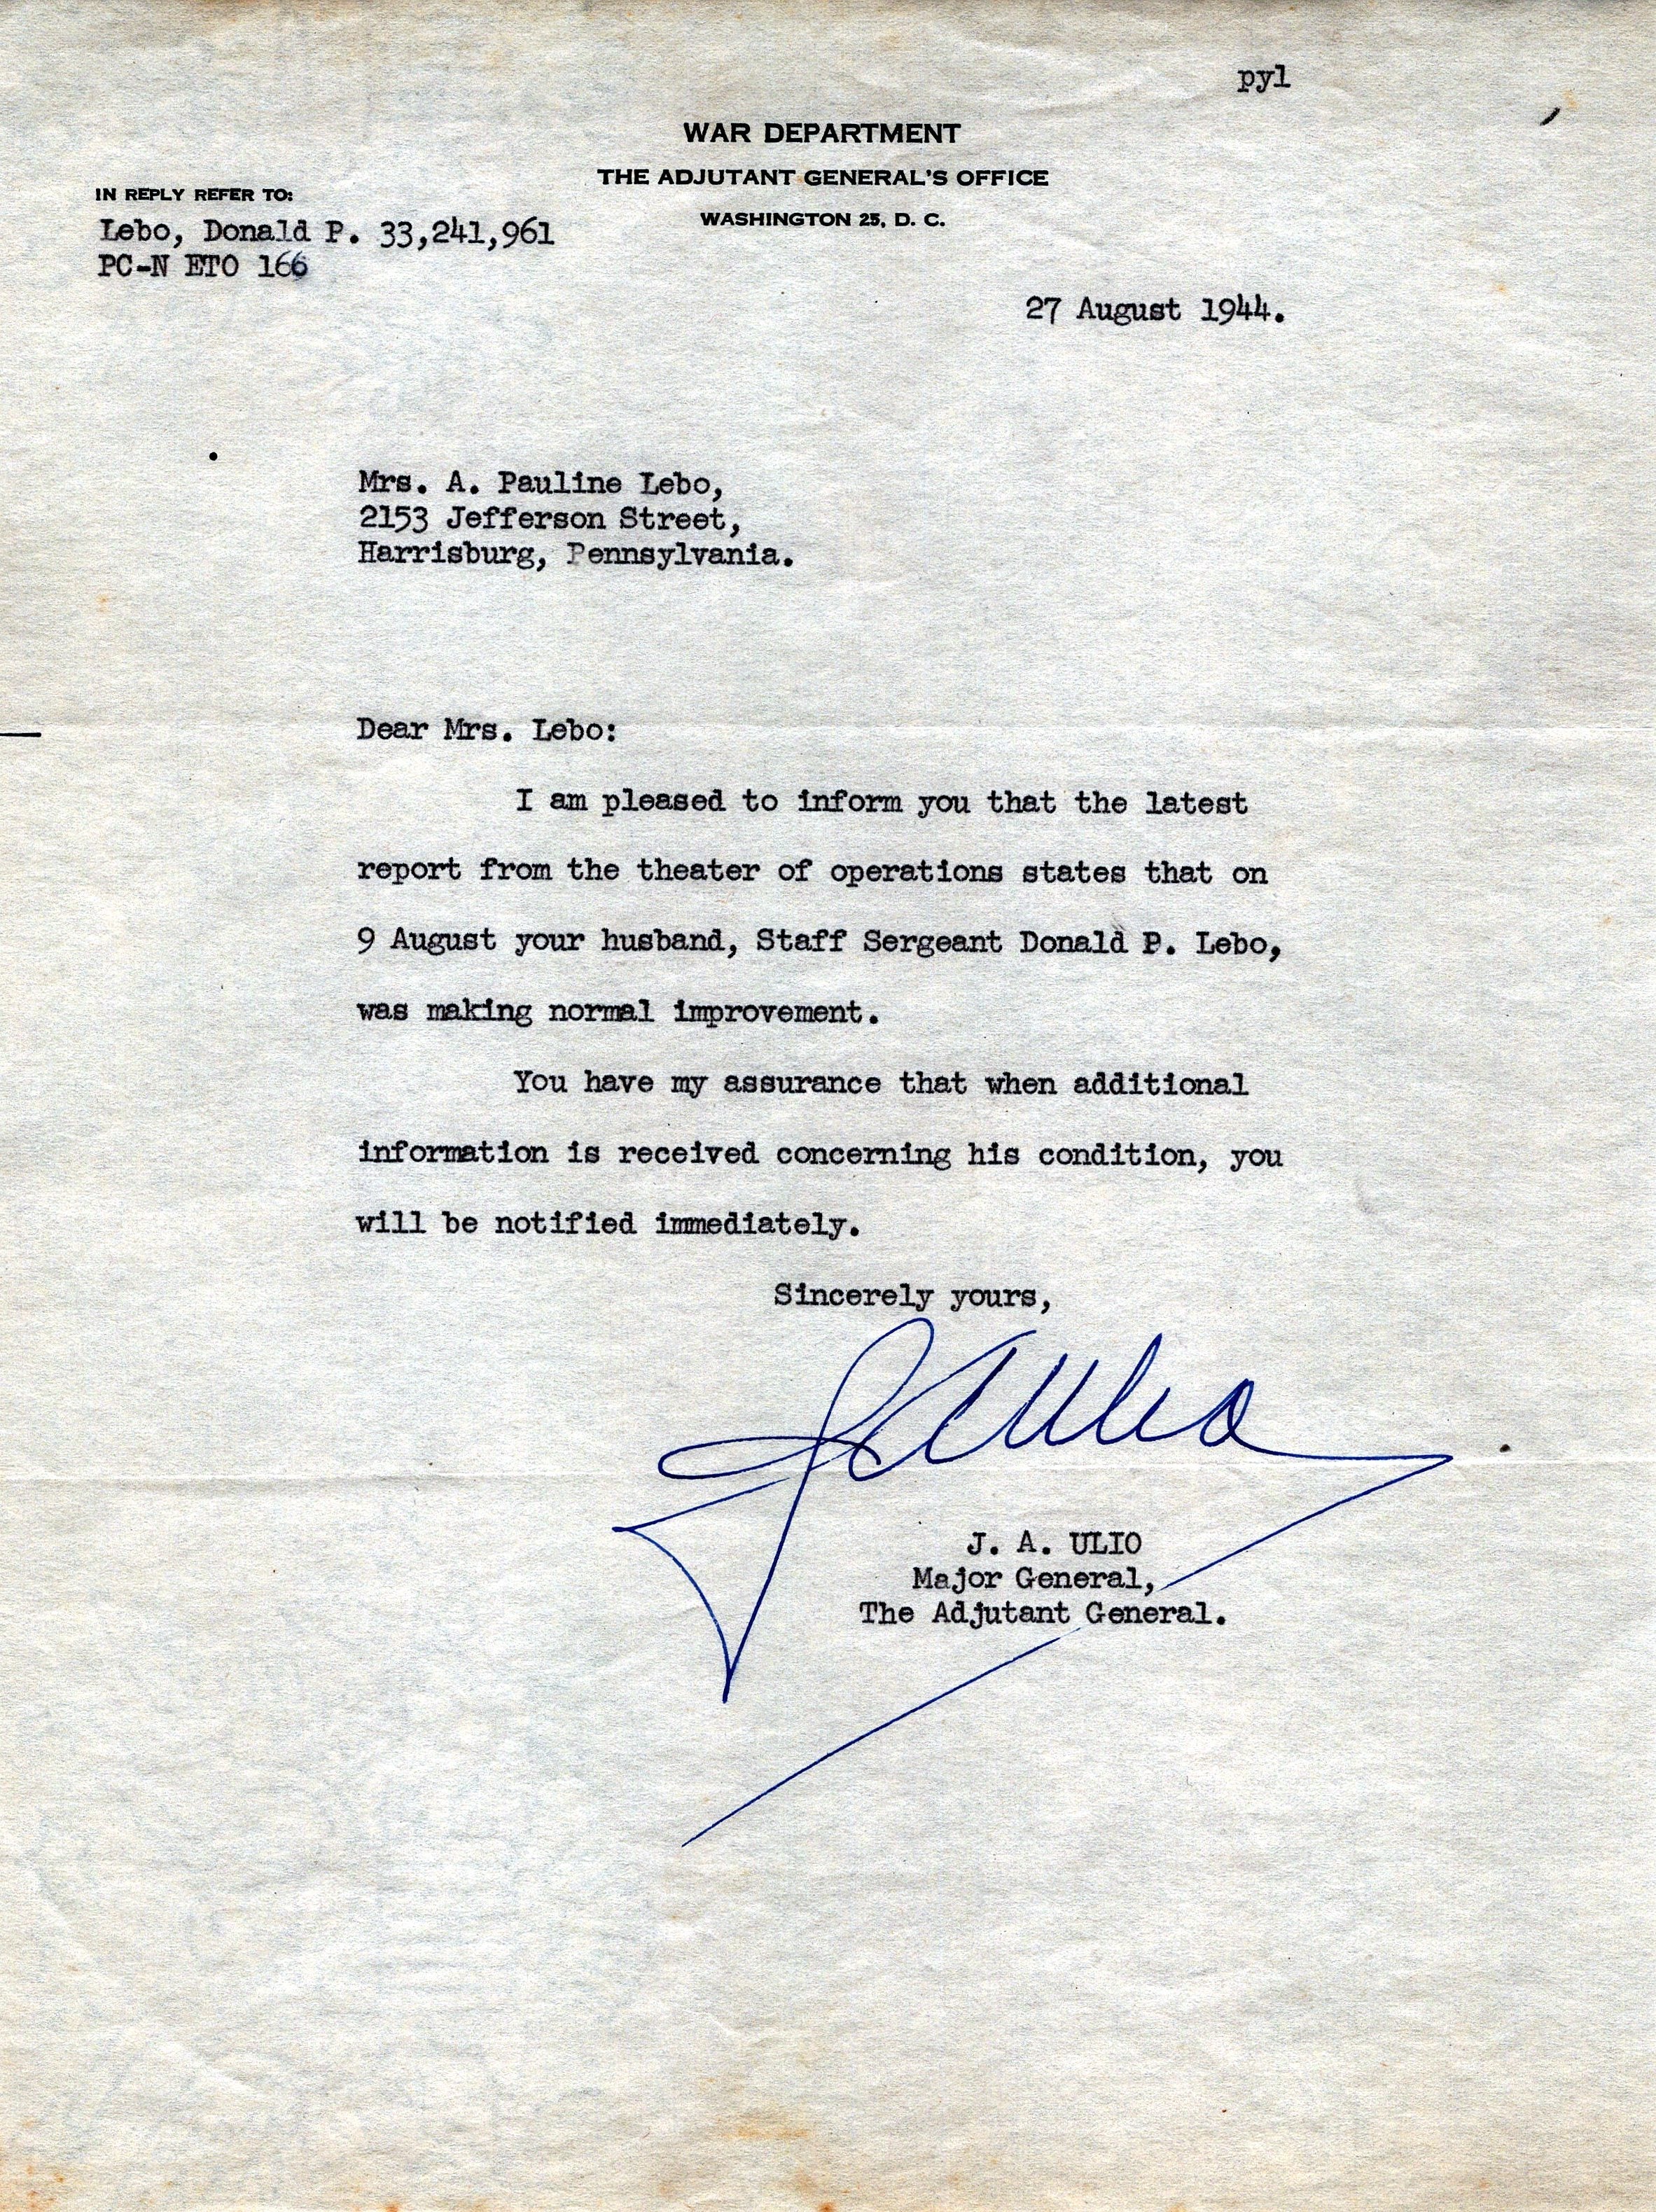 pyl
WAR DEPARTMENT
THE ADJUTANT GENERAL'S OFFICE
WASHINGTON 25, D. C.
IN REPLY REFER TO:
Lebo, Donald P. 33,241,961
PC-N ETO 166
27 August 1944.
Mrs. A. Pauline Lebo,
2153 Jefferson Street,
Harrisburg, Pennsylvania.
Dear Mrs. Lebo:
I am pleased to inform you that the latest
report from the theater of operations states that on
9 August your husband, Staff Sergeant Donald P. Lebo,
was making normal improvement.
You have my assurance that when additional
information is received concerning his condition, you
will be notified immediately.
Sincerely yours,
J A Ulio
J. A. ULIO
Major General,
The Adjutant General.